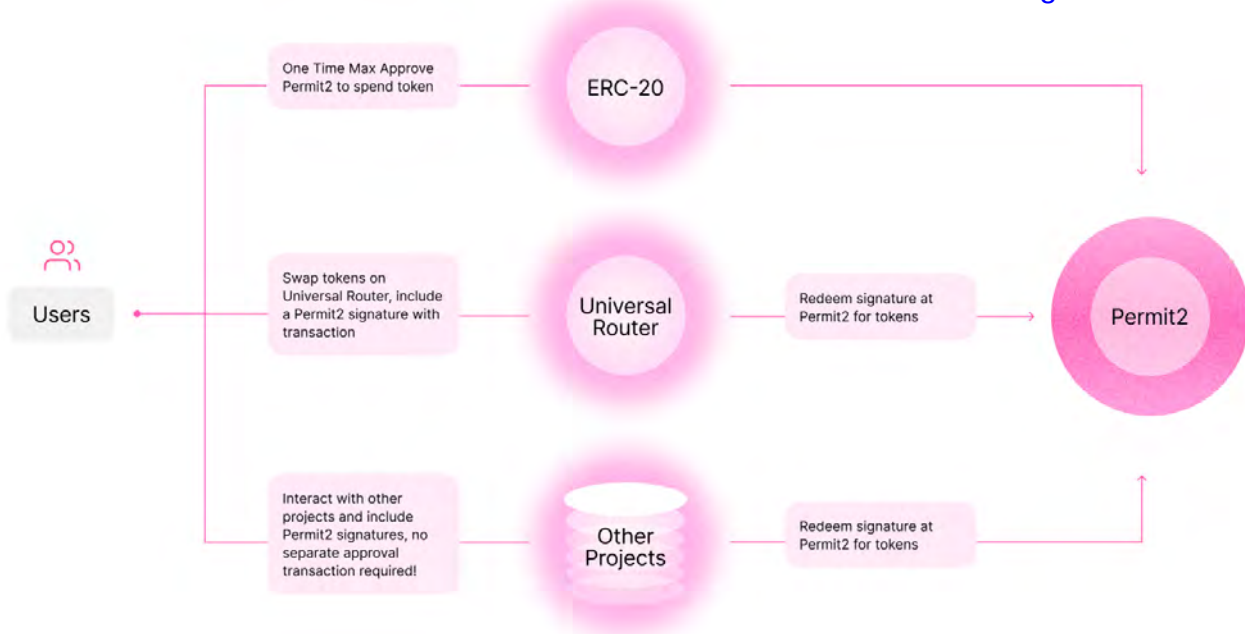 One Time Max Approve
Permit2 to spend token
ERC-20
Users
Swap tokens on
Universal Router, include
a Permit2 signature with
transaction
Universal
Router
Redeem signature at
Permit2 for tokens
Permit2
Interact with other
projects and include
Permit2 signatures, no
separate approval
transaction required!
Other
Projects
Redeem signature at
Permit2 for tokens